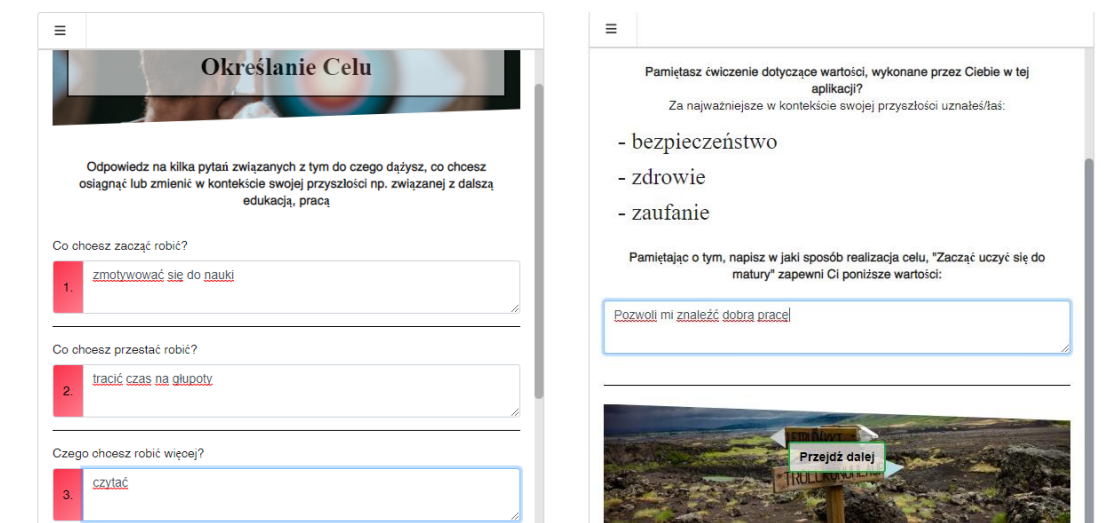 Określanie Celu
Odpowiedz na kilka pytań związanych z tym do czego dążysz, co chcesz
osiągnąć lub zmienić w kontekście swojej przyszłości np. związanej z dalszą
edukacją, pracą
Co chcesz zacząć robić?
1.
zmotywować się do nauki
Co chcesz przestać robić?
2.
tracić czas na głupoty
Czego chcesz robić więcej?
3.
czytać
Pamiętasz ćwiczenie dotyczące wartości, wykonane przez Ciebie w tej
aplikacji?
Za najważniejsze w kontekście swojej przyszłości uznałeś/łaś:
- bezpieczeństwo
- zdrowie
- zaufanie
Pamiętając o tym, napisz w jaki sposób realizacja celu, "Zacząć uczyć się do
matury" zapewni Ci poniższe wartości:
Pozwoli mi znaleźć dobra pracę
Przejdź dalej